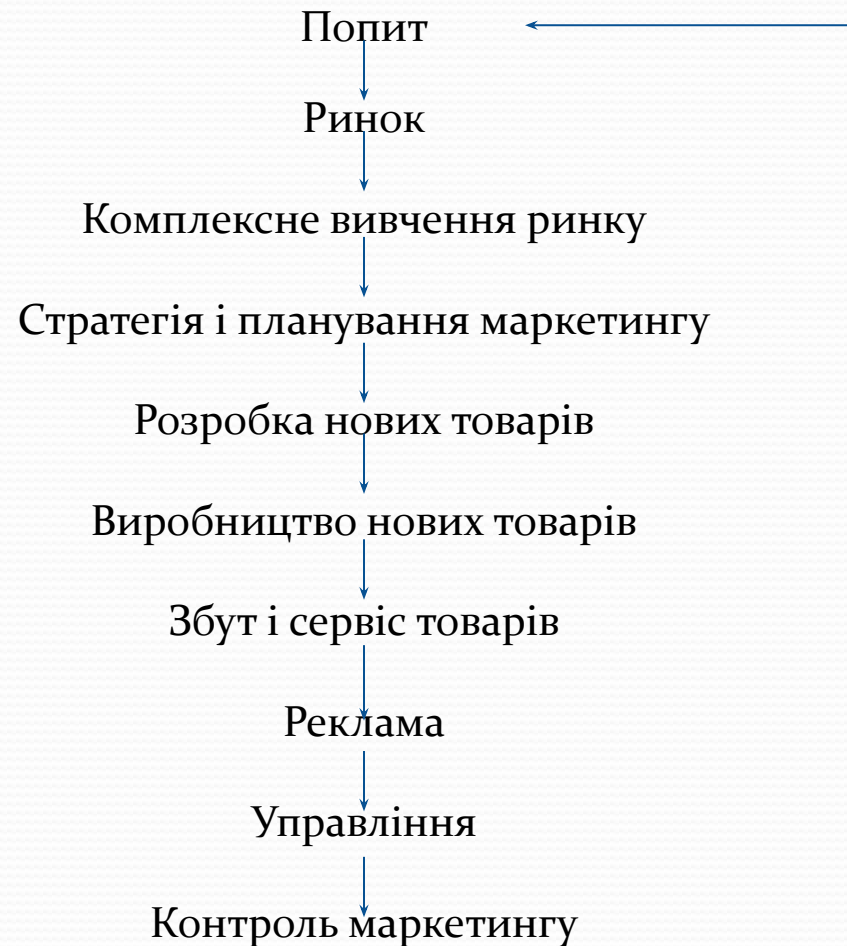 Попит
Ринок
Комплексне вивчення ринку
Стратегія і планування маркетингу
Розробка нових товарів
Виробництво нових товарів
Збут і сервіс товарів
Реклама
Управління
Контроль маркетингу